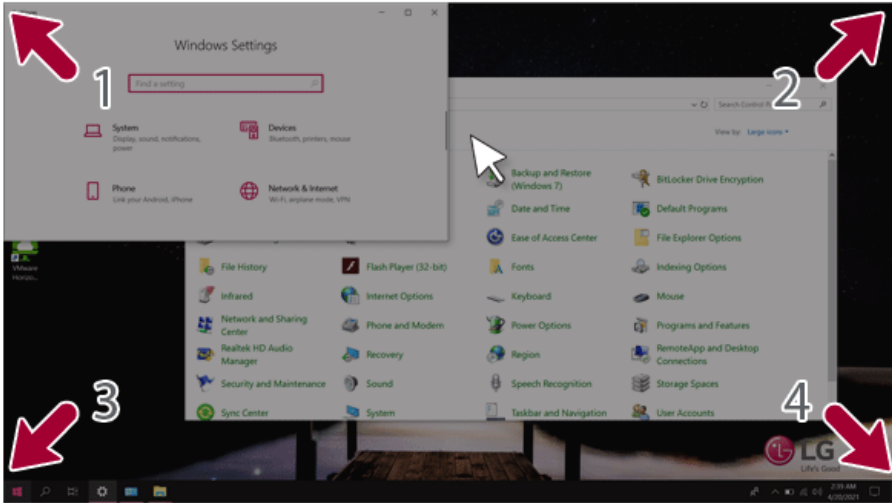 1
2
3
4
Windows Settings
Find a setting
System
Display, sound, notifications,
power
Devices
Bluetooth, printers, mouse
Phone
Link your Android, iPhone
Network & Internet
Wi-Fi, airplane mode, VPN
Search Control P
View by: Large icons
Backup and Restore
(Windows 7)
BitLocker Drive Encryption
Date and Time
Default Programs
Ease of Access Center
File Explorer Options
File History
Flash Player (32-bit)
Fonts
Indexing Options
Infrared
Internet Options
Keyboard
Mouse
Network and Sharing
Center
Phone and Modem
Power Options
Programs and Features
Realtek HD Audio
Manager
Recovery
Region
RemoteApp and Desktop
Connections
Security and Maintenance
Sound
Speech Recognition
Storage Spaces
Sync Center
System
Taskbar and Navigation
User Accounts
VMware
Horizo...
LG
Life's Good
2:39 AM
4/20/2021